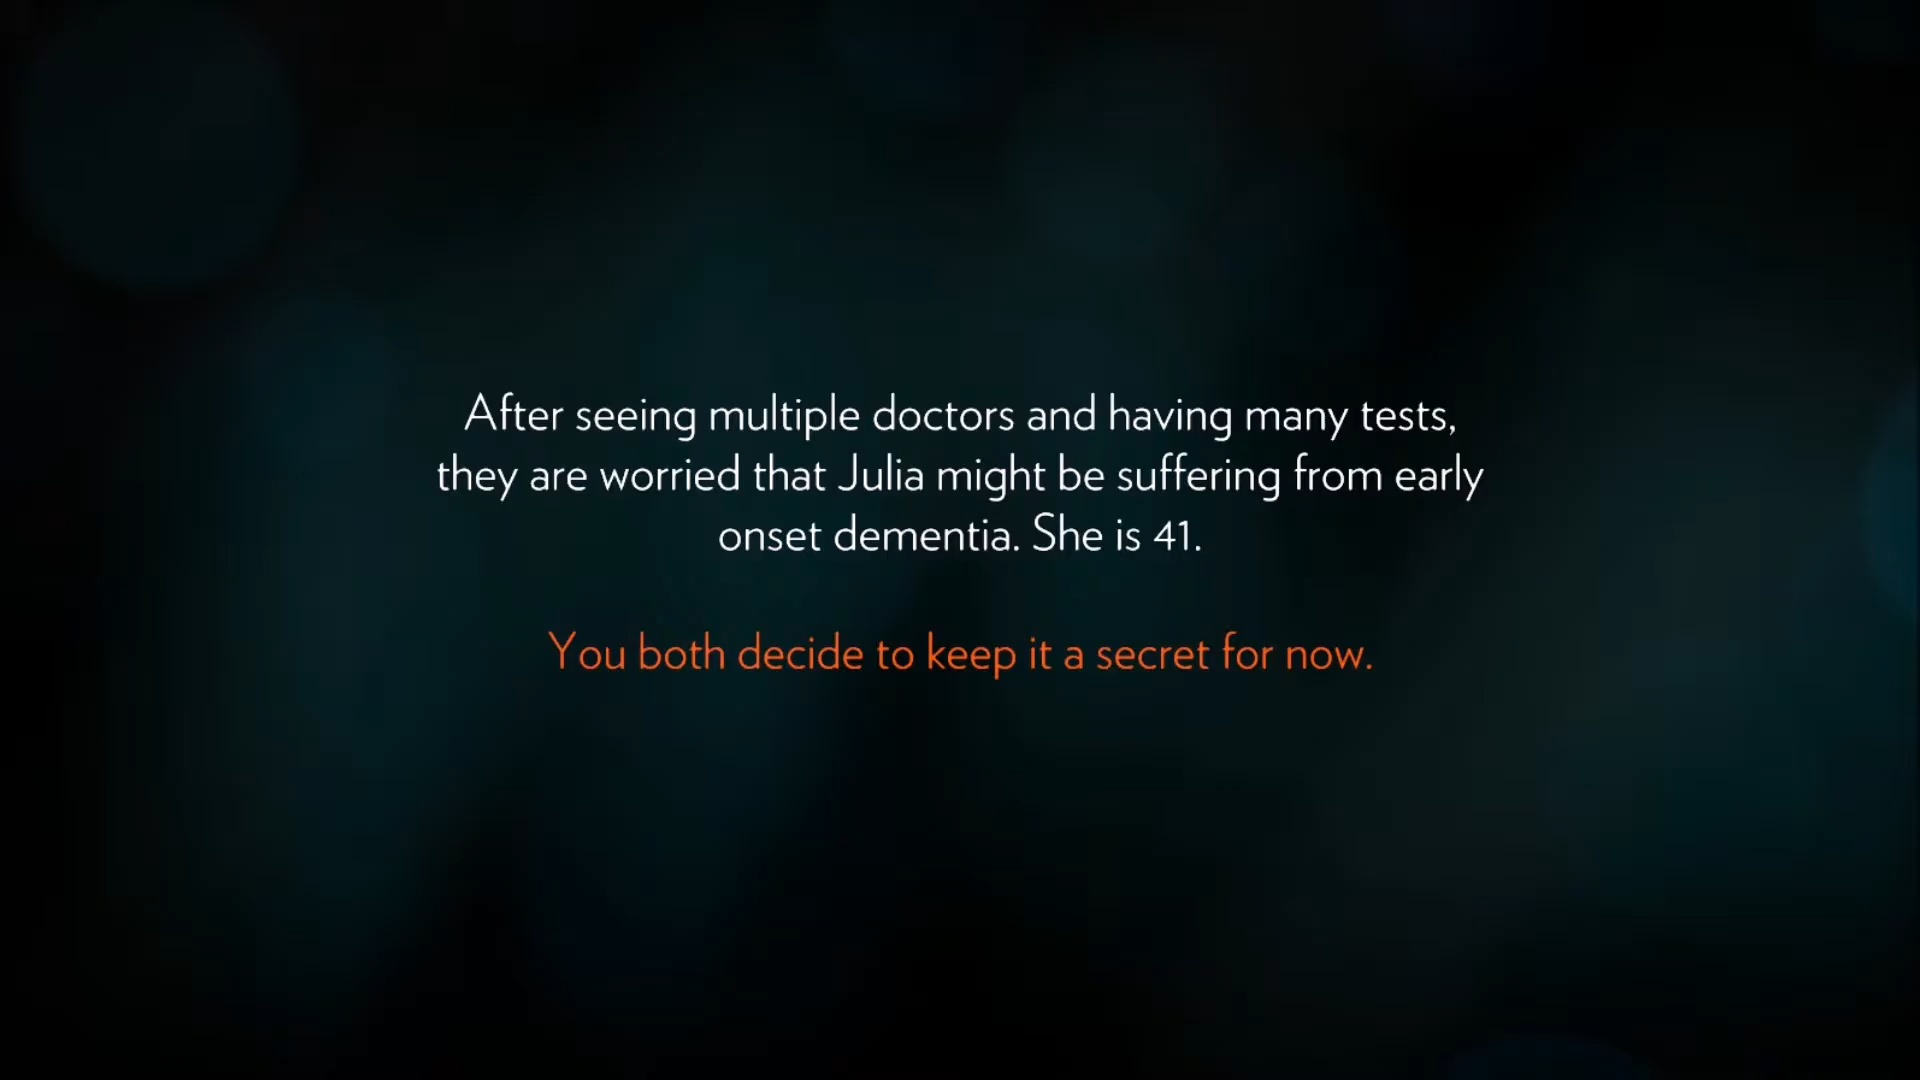 After seeing multiple doctors and having many tests,
they are worried that Julia might be suffering from early
onset dementia. She is 41.
You both decide to keep it a secret for now.